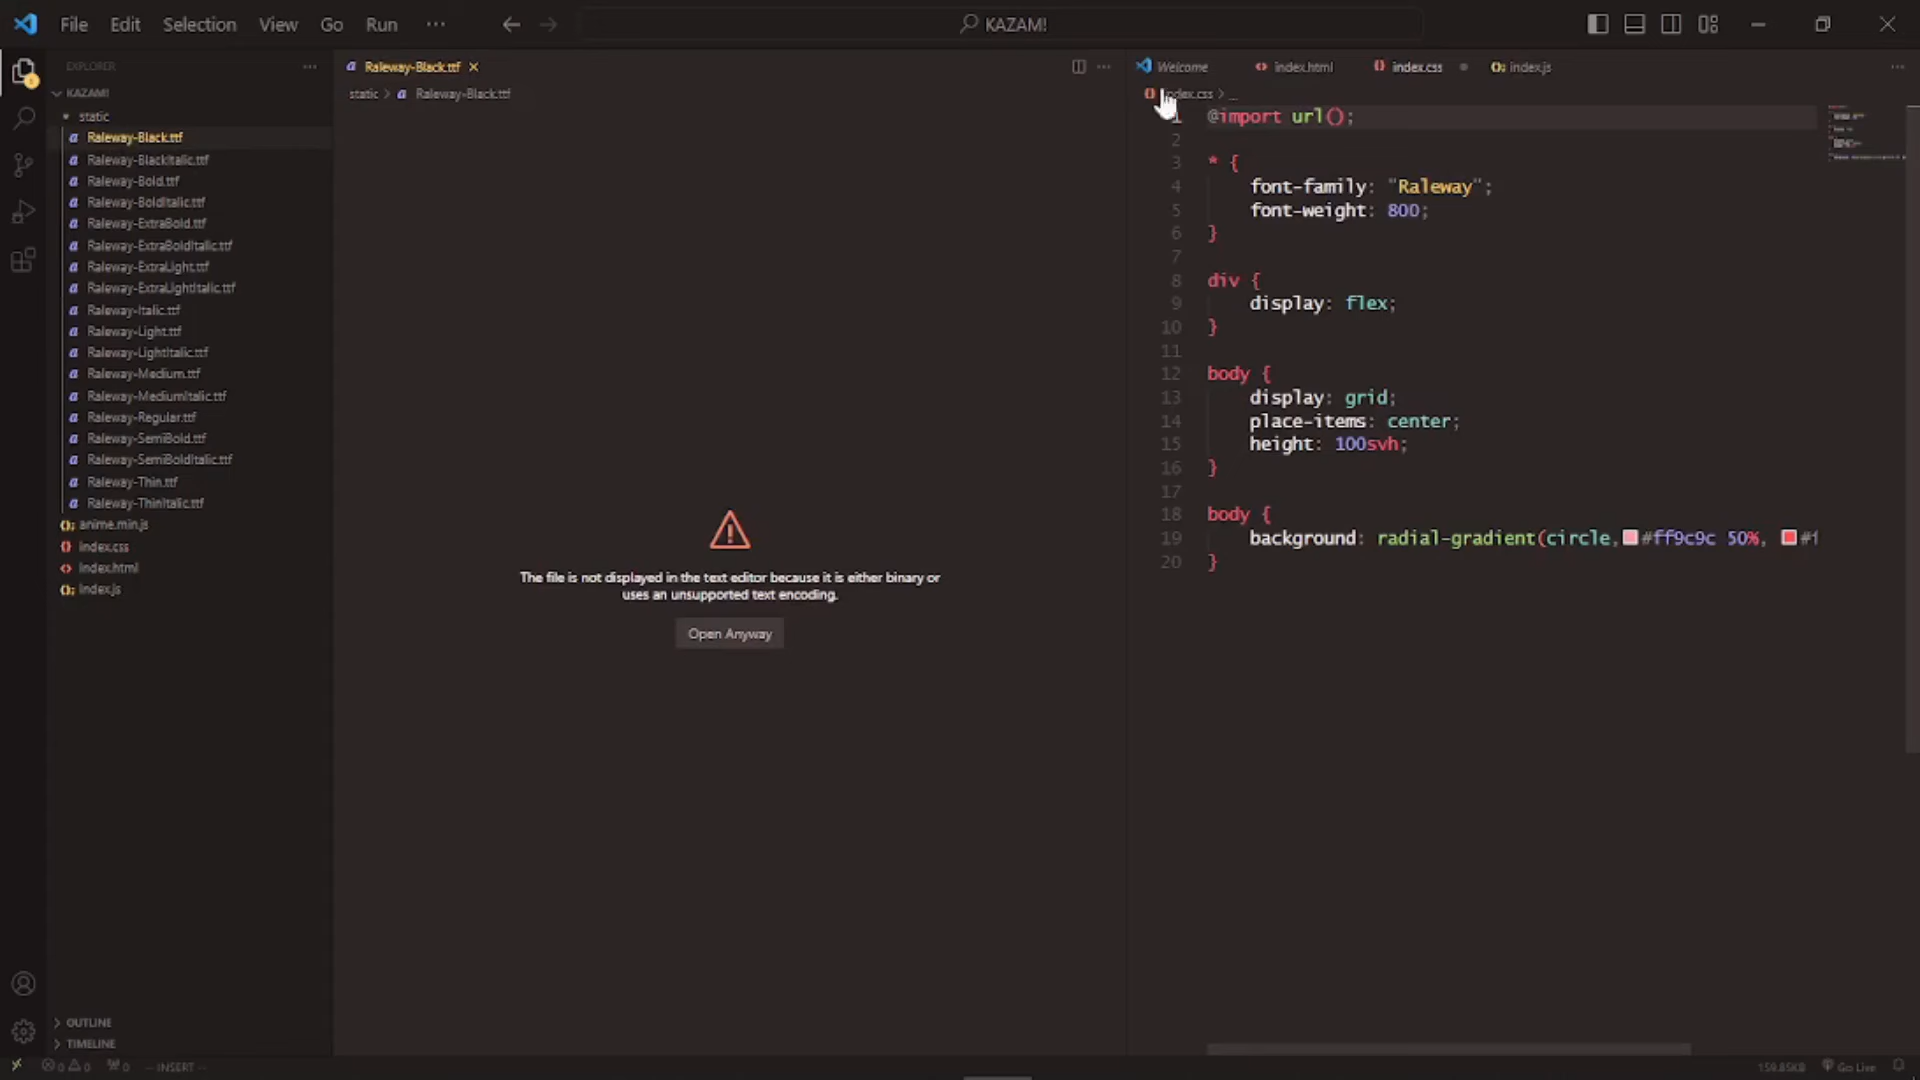 File Edit Selection View Go Run ···
KAZAM!
EXPLORER ···
KAZAM!
static
Raleway-Black.ttf
Raleway-BlackItalic.ttf
Raleway-Bold.ttf
Raleway-BoldItalic.ttf
Raleway-ExtraBold.ttf
Raleway-ExtraBoldItalic.ttf
Raleway-ExtraLight.ttf
Raleway-ExtraLightItalic.ttf
Raleway-Italic.ttf
Raleway-Light.ttf
Raleway-LightItalic.ttf
Raleway-Medium.ttf
Raleway-MediumItalic.ttf
Raleway-Regular.ttf
Raleway-SemiBold.ttf
Raleway-SemiBoldItalic.ttf
Raleway-Thin.ttf
Raleway-ThinItalic.ttf
anime.min.js
index.css
index.html
index.js
OUTLINE
TIMELINE
Raleway-Black.ttf
static > Raleway-Black.ttf
The file is not displayed in the text editor because it is either binary or
uses an unsupported text encoding.
Open Anyway
Welcome index.html index.css index.js
index.css > ...
1 @import url();
2
3 * {
4 font-family: "Raleway";
5 font-weight: 800;
6 }
7
8 div {
9 display: flex;
10 }
11
12 body {
13 display: grid;
14 place-items: center;
15 height: 100svh;
16 }
17
18 body {
19 background: radial-gradient(circle, #ff9c9c 50%, #f
20 }
0 0 0 -- INSERT --
159.85KB Go Live